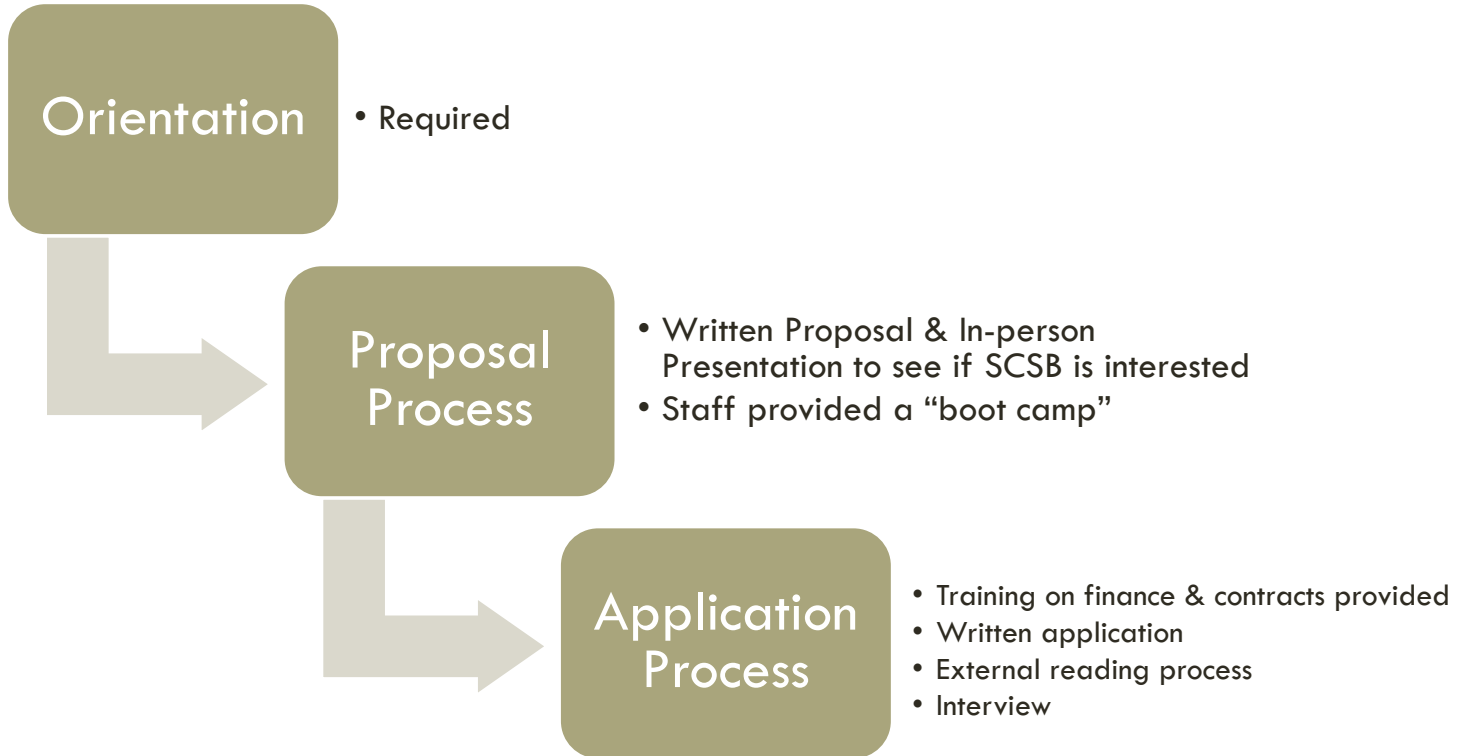 Orientation
• Required
Proposal
Process
• Written Proposal & In-person
Presentation to see if SCSB is interested
• Staff provided a “boot camp”
Application
Process
• Training on finance & contracts provided
• Written application
• External reading process
• Interview